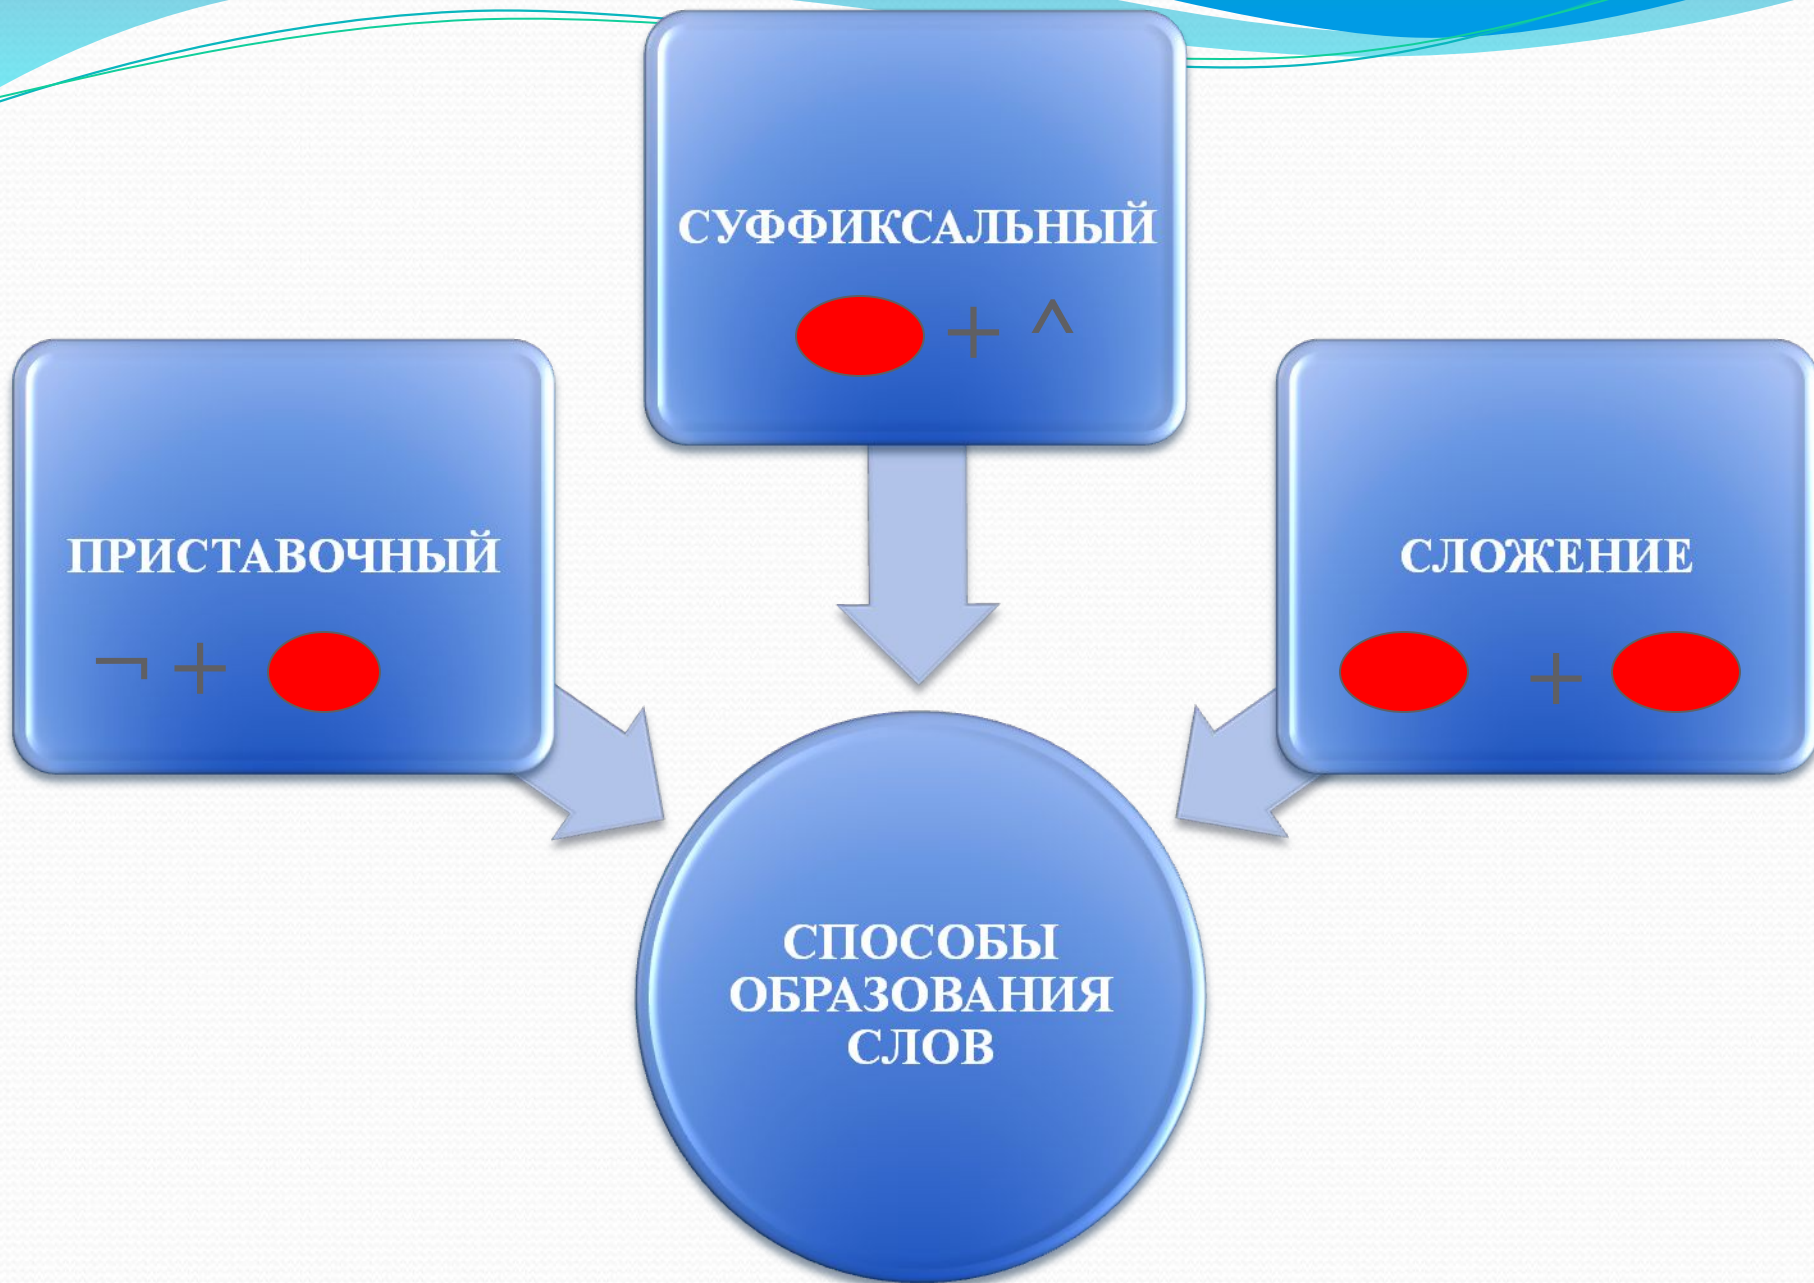 СУФФИКСАЛЬНЫЙ
+ ^
ПРИСТАВОЧНЫЙ
¬ +
СЛОЖЕНИЕ
+
СПОСОБЫ
ОБРАЗОВАНИЯ
СЛОВ